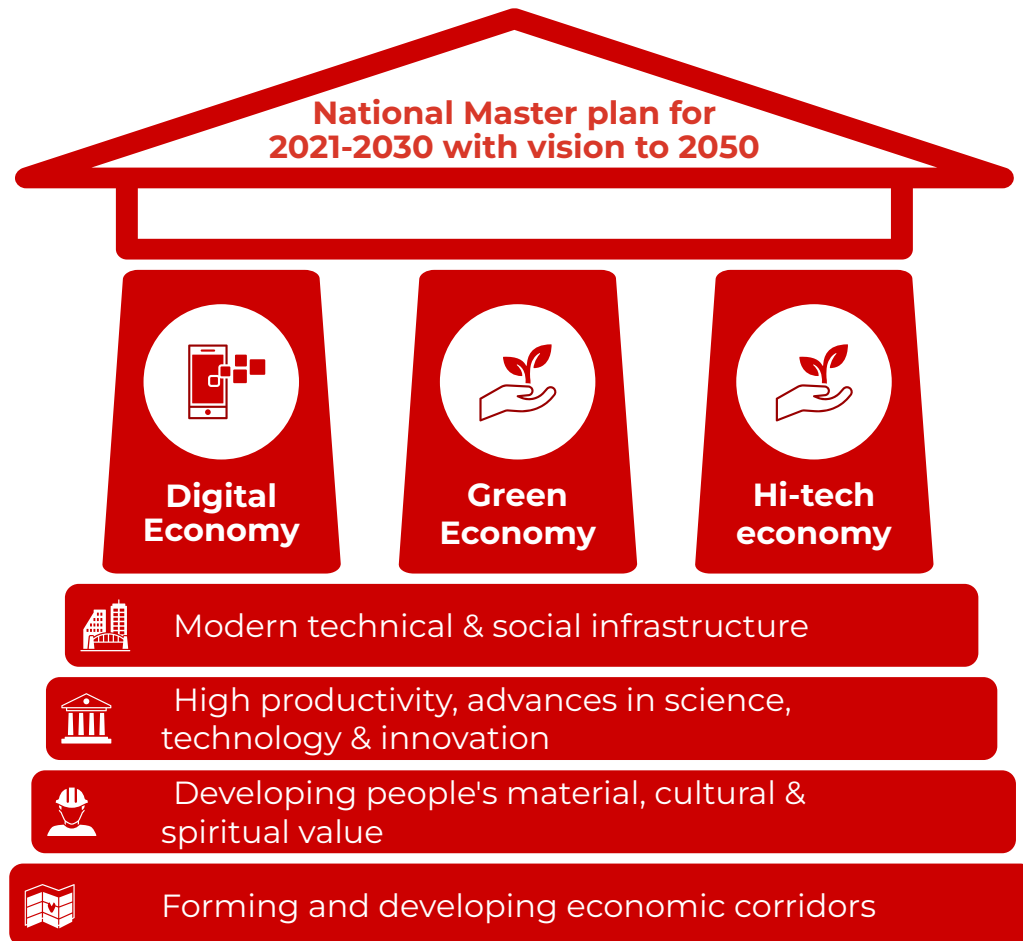 National Master plan for
2021-2030 with vision to 2050
Digital
Economy
Green
Economy
Hi-tech
economy
Modern technical & social infrastructure
High productivity, advances in science,
technology & innovation
Developing people's material, cultural &
spiritual value
Forming and developing economic corridors